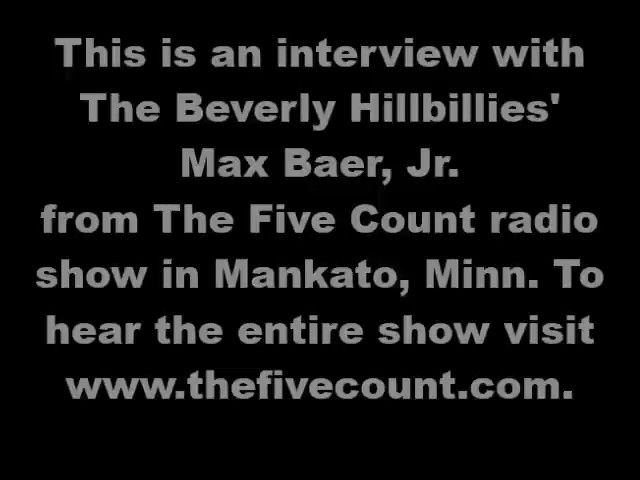 This is an interview with
The Beverly Hillbillies'
Max Baer, Jr.
from The Five Count radio
show in Mankato, Minn. To
hear the entire show visit
www.thefivecount.com.